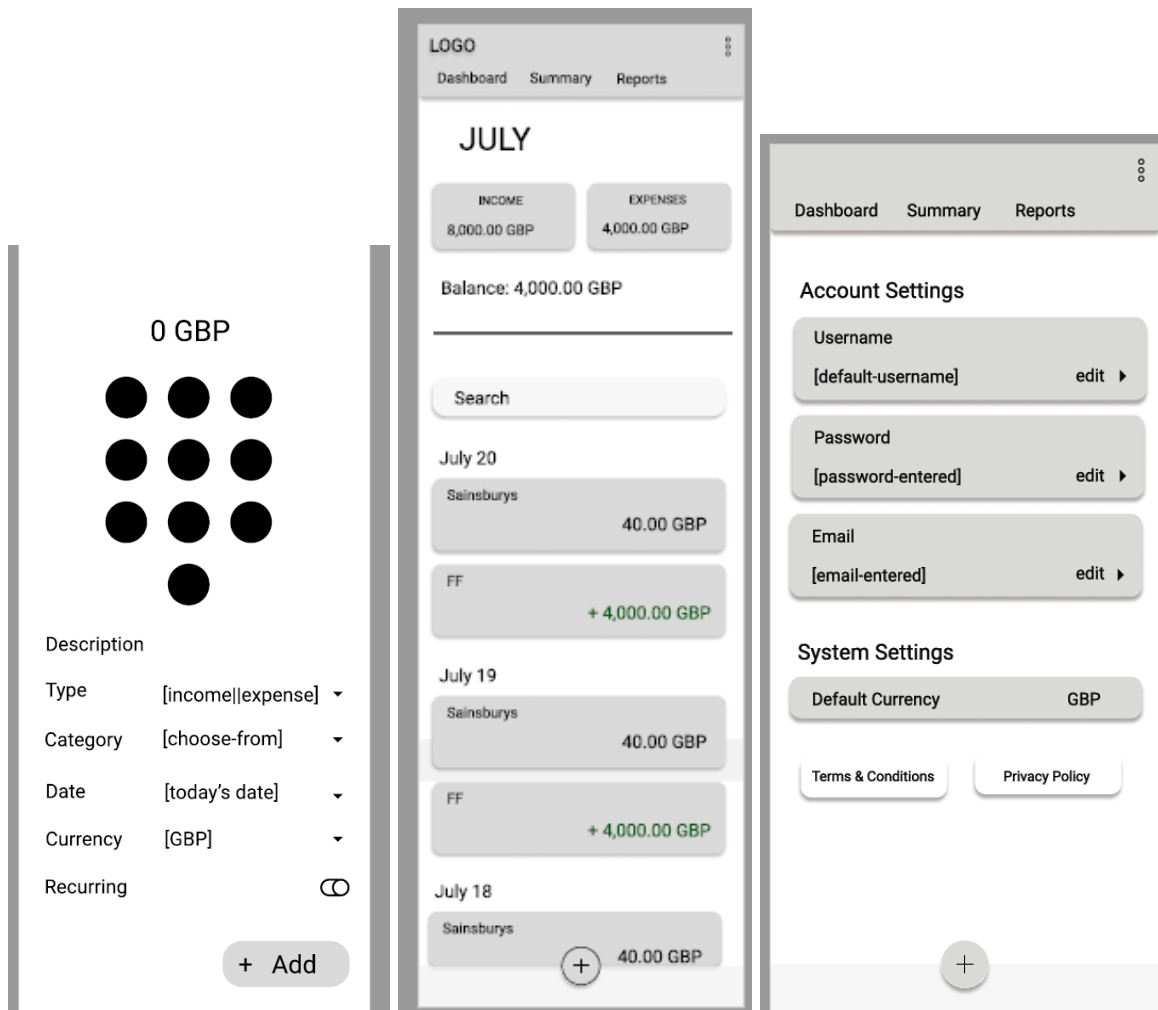 0 GBP
Description
Type [income||expense]
Category [choose-from]
Date [today's date]
Currency [GBP]
Recurring
+ Add
LOGO
Dashboard Summary Reports
JULY
INCOME EXPENSES
8,000.00 GBP 4,000.00 GBP
Balance: 4,000.00 GBP
Search
July 20
Sainsburys
40.00 GBP
FF
+ 4,000.00 GBP
July 19
Sainsburys
40.00 GBP
FF
+ 4,000.00 GBP
July 18
Sainsburys
40.00 GBP
+
Dashboard Summary Reports
Account Settings
Username
[default-username] edit
Password
[password-entered] edit
Email
[email-entered] edit
System Settings
Default Currency GBP
Terms & Conditions Privacy Policy
+